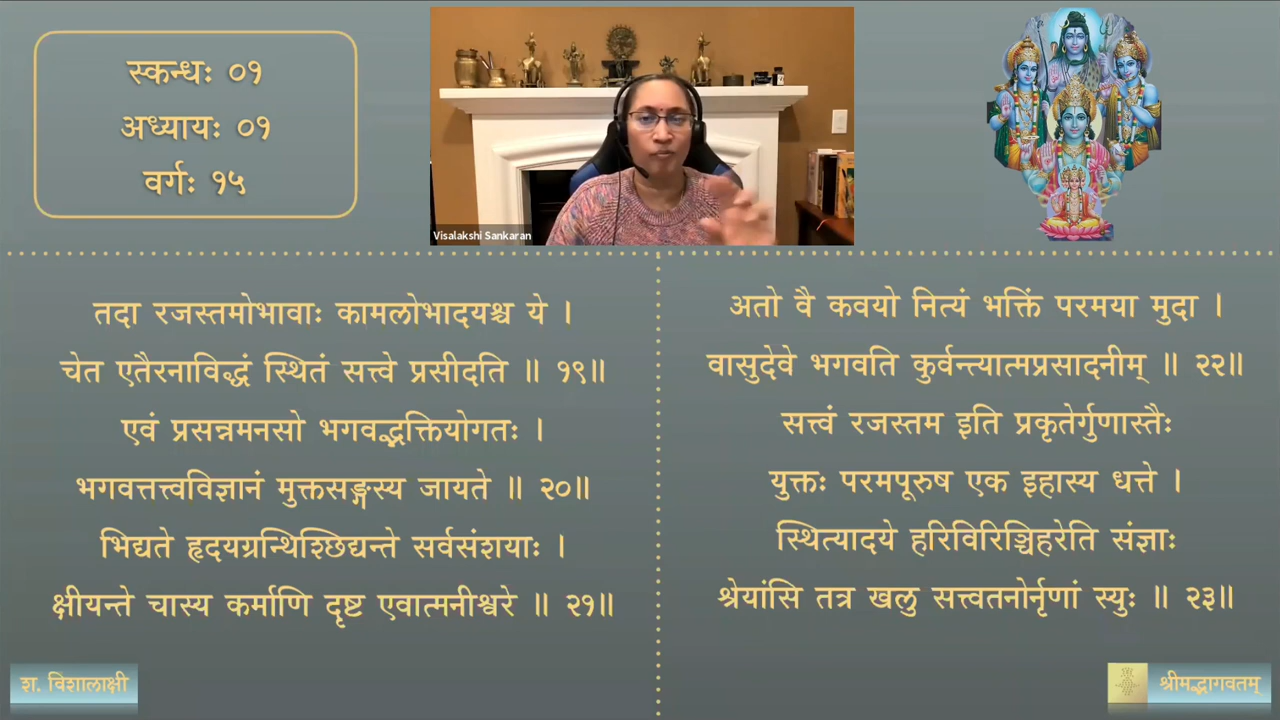 स्कन्धः ०१
अध्यायः ०१
वर्गः १५
Visalakshi Sankaran
तदा रजस्तमोभावाः कामलोभादयश्च ये ।
चेत एतैरनाविद्धं स्थितं सत्त्वे प्रसीदति ॥ १९॥
एवं प्रसन्नमनसो भगवद्भक्तियोगतः ।
भगवत्तत्त्वविज्ञानं मुक्तसङ्गस्य जायते ॥ २०॥
भिद्यते हृदयग्रन्थिश्छिद्यन्ते सर्वसंशयाः ।
क्षीयन्ते चास्य कर्माणि दृष्ट एवात्मनीश्वरे ॥ २१॥
अतो वै कवयो नित्यं भक्तिं परमया मुदा ।
वासुदेवे भगवति कुर्वन्त्यात्मप्रसादनीम् ॥ २२॥
सत्त्वं रजस्तम इति प्रकृतेर्गुणास्तैः
युक्तः परमपूरुष एक इहास्य धत्ते ।
स्थित्यादये हरिविरिञ्चिहरेति संज्ञाः
श्रेयांसि तत्र खलु सत्त्वतनोर्नृणां स्युः ॥ २३॥
श. विशालाक्षी
श्रीमद्भागवतम्